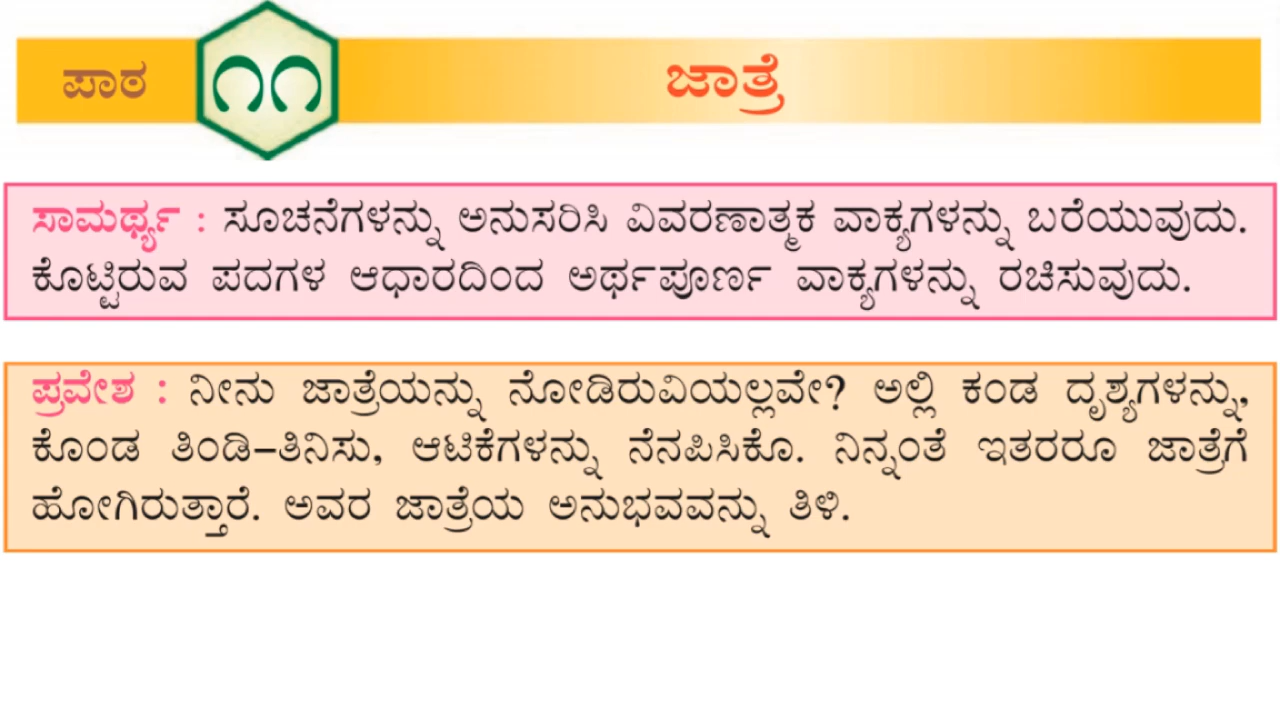 ಪಾಠ ೧೧ ಜಾತ್ರೆ
ಸಾಮರ್ಥ್ಯ : ಸೂಚನೆಗಳನ್ನು ಅನುಸರಿಸಿ ವಿವರಣಾತ್ಮಕ ವಾಕ್ಯಗಳನ್ನು ಬರೆಯುವುದು.
ಕೊಟ್ಟಿರುವ ಪದಗಳ ಆಧಾರದಿಂದ ಅರ್ಥಪೂರ್ಣ ವಾಕ್ಯಗಳನ್ನು ರಚಿಸುವುದು.
ಪ್ರವೇಶ : ನೀನು ಜಾತ್ರೆಯನ್ನು ನೋಡಿರುವಿಯಲ್ಲವೇ? ಅಲ್ಲಿ ಕಂಡ ದೃಶ್ಯಗಳನ್ನು,
ಕೊಂಡ ತಿಂಡಿ–ತಿನಿಸು, ಆಟಿಕೆಗಳನ್ನು ನೆನಪಿಸಿಕೊ. ನಿನ್ನಂತೆ ಇತರರೂ ಜಾತ್ರೆಗೆ
ಹೋಗಿರುತ್ತಾರೆ. ಅವರ ಜಾತ್ರೆಯ ಅನುಭವವನ್ನು ತಿಳಿ.